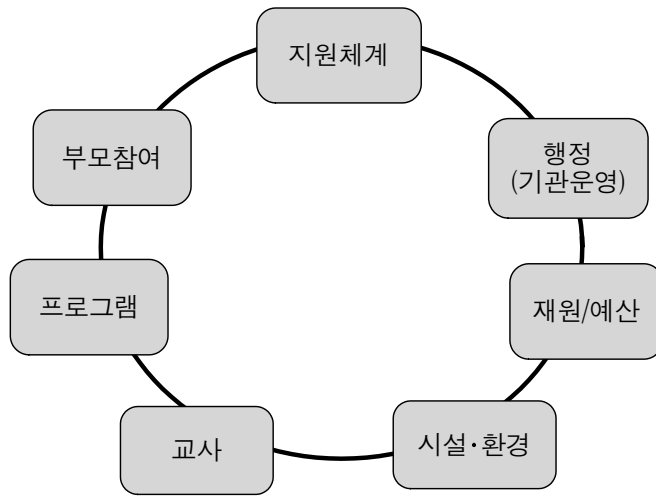 지원체계
부모참여
행정
(기관운영)
프로그램
재원/예산
교사
시설·환경